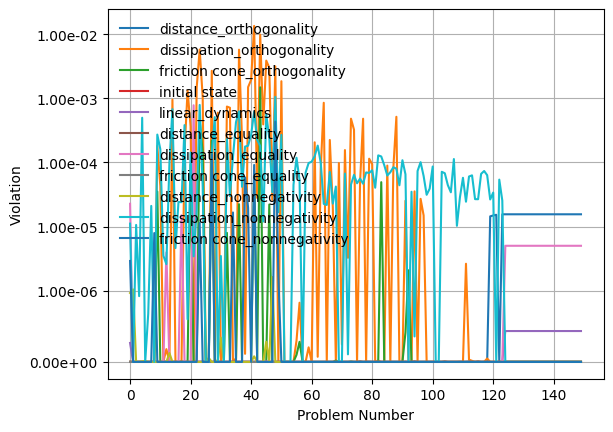 1.00e-02
1.00e-03
1.00e-04
1.00e-05
1.00e-06
0.00e+00
Violation
distance_orthogonality
dissipation_orthogonality
friction cone_orthogonality
initial state
linear_dynamics
distance_equality
dissipation_equality
friction cone_equality
distance_nonnegativity
dissipation_nonnegativity
friction cone_nonnegativity
0 20 40 60 80 100 120 140
Problem Number